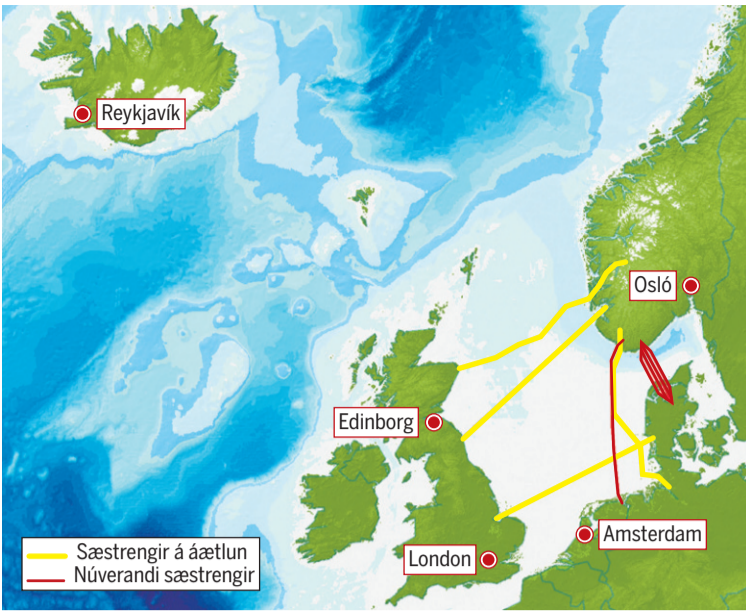 Reykjavík
Osló
Edinborg
Amsterdam
London
Sæstrengir á áætlun
Núverandi sæstrengir